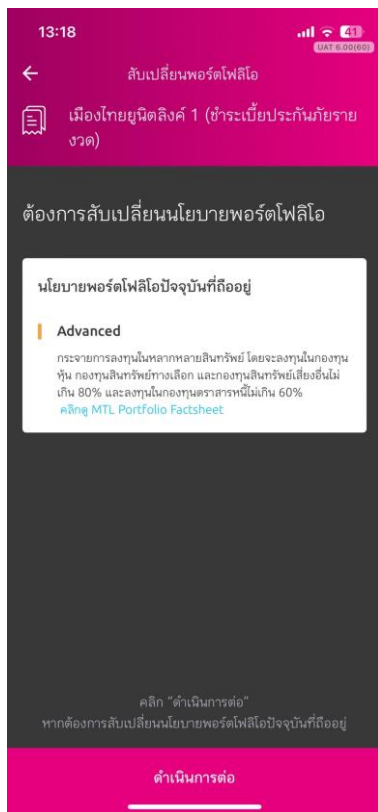 13:18
41
UAT 6.00(60)
สับเปลี่ยนพอร์ตโฟลิโอ
เมืองไทยยูนิตลิงค์ 1 (ชำระเบี้ยประกันภัยราย
งวด)
ต้องการสับเปลี่ยนนโยบายพอร์ตโฟลิโอ
นโยบายพอร์ตโฟลิโอปัจจุบันที่ถืออยู่
Advanced
กระจายการลงทุนในหลากหลายสินทรัพย์ โดยจะลงทุนในกองทุน
หุ้น กองทุนสินทรัพย์ทางเลือก และกองทุนสินทรัพย์เสี่ยงอื่นไม่
เกิน 80% และลงทุนในกองทุนตราสารหนี้ไม่เกิน 60%
คลิกดู MTL Portfolio Factsheet
คลิก "ดำเนินการต่อ"
หากต้องการสับเปลี่ยนนโยบายพอร์ตโฟลิโอปัจจุบันที่ถืออยู่
ดำเนินการต่อ